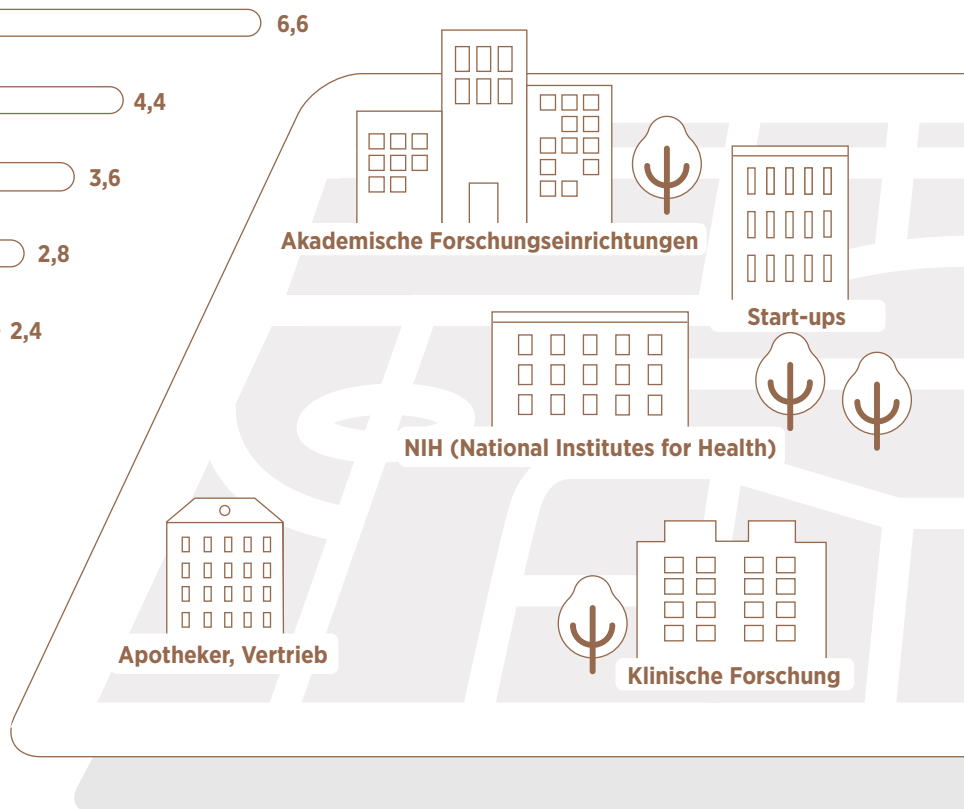 6,6
4,4
3,6
2,8
2,4
Akademische Forschungseinrichtungen
Start-ups
NIH (National Institutes for Health)
Apotheker, Vertrieb
Klinische Forschung